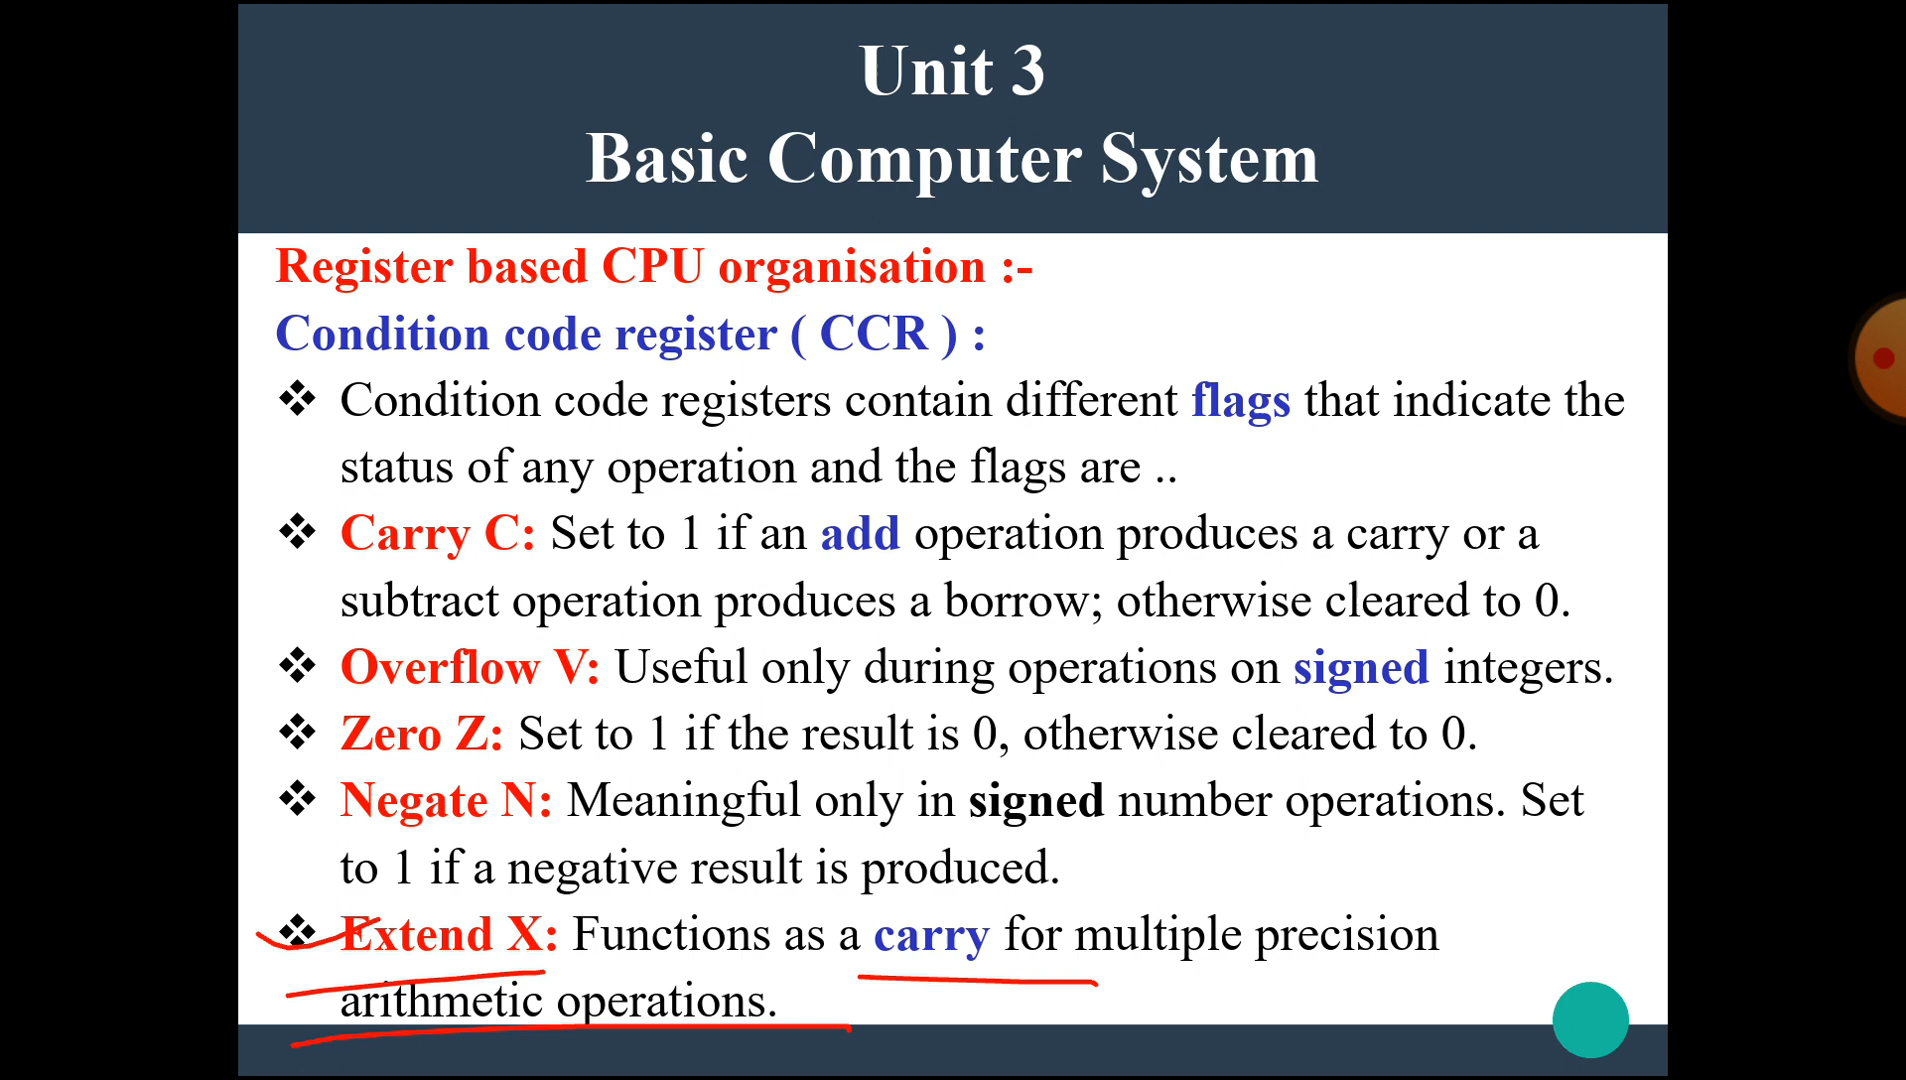 Unit 3
Basic Computer System
Register based CPU organisation :-
Condition code register ( CCR ) :
❖ Condition code registers contain different flags that indicate the
status of any operation and the flags are ..
❖ Carry C: Set to 1 if an add operation produces a carry or a
subtract operation produces a borrow; otherwise cleared to 0.
❖ Overflow V: Useful only during operations on signed integers.
❖ Zero Z: Set to 1 if the result is 0, otherwise cleared to 0.
❖ Negate N: Meaningful only in signed number operations. Set
to 1 if a negative result is produced.
❖ Extend X: Functions as a carry for multiple precision
arithmetic operations.